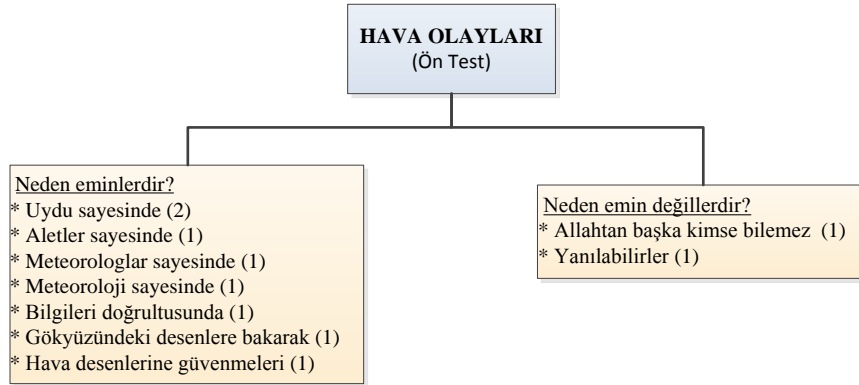 HAVA OLAYLARI
(Ön Test)
Neden eminlerdir?
* Uydu sayesinde (2)
* Aletler sayesinde (1)
* Meteorologlar sayesinde (1)
* Meteoroloji sayesinde (1)
* Bilgileri doğrultusunda (1)
* Gökyüzündeki desenlere bakarak (1)
* Hava desenlerine güvenmeleri (1)
Neden emin değillerdir?
* Allahtan başka kimse bilemez (1)
* Yanılabilirler (1)